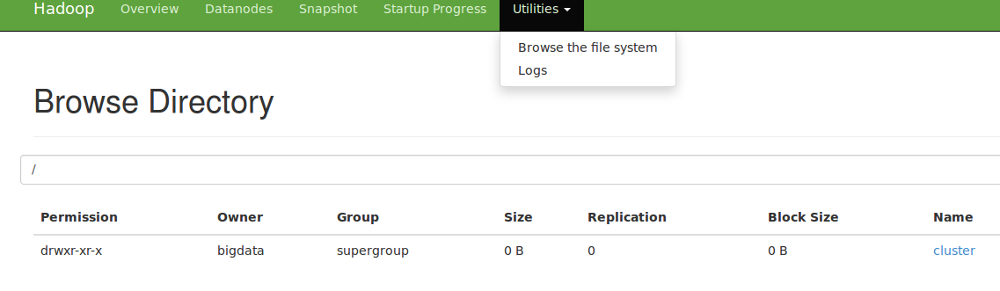 Hadoop Overview Datanodes Snapshot Startup Progress Utilities
Browse the file system
Logs
Browse Directory
/
Permission Owner Group Size Replication Block Size Name
drwxr-xr-x bigdata supergroup 0 B 0 0 B cluster